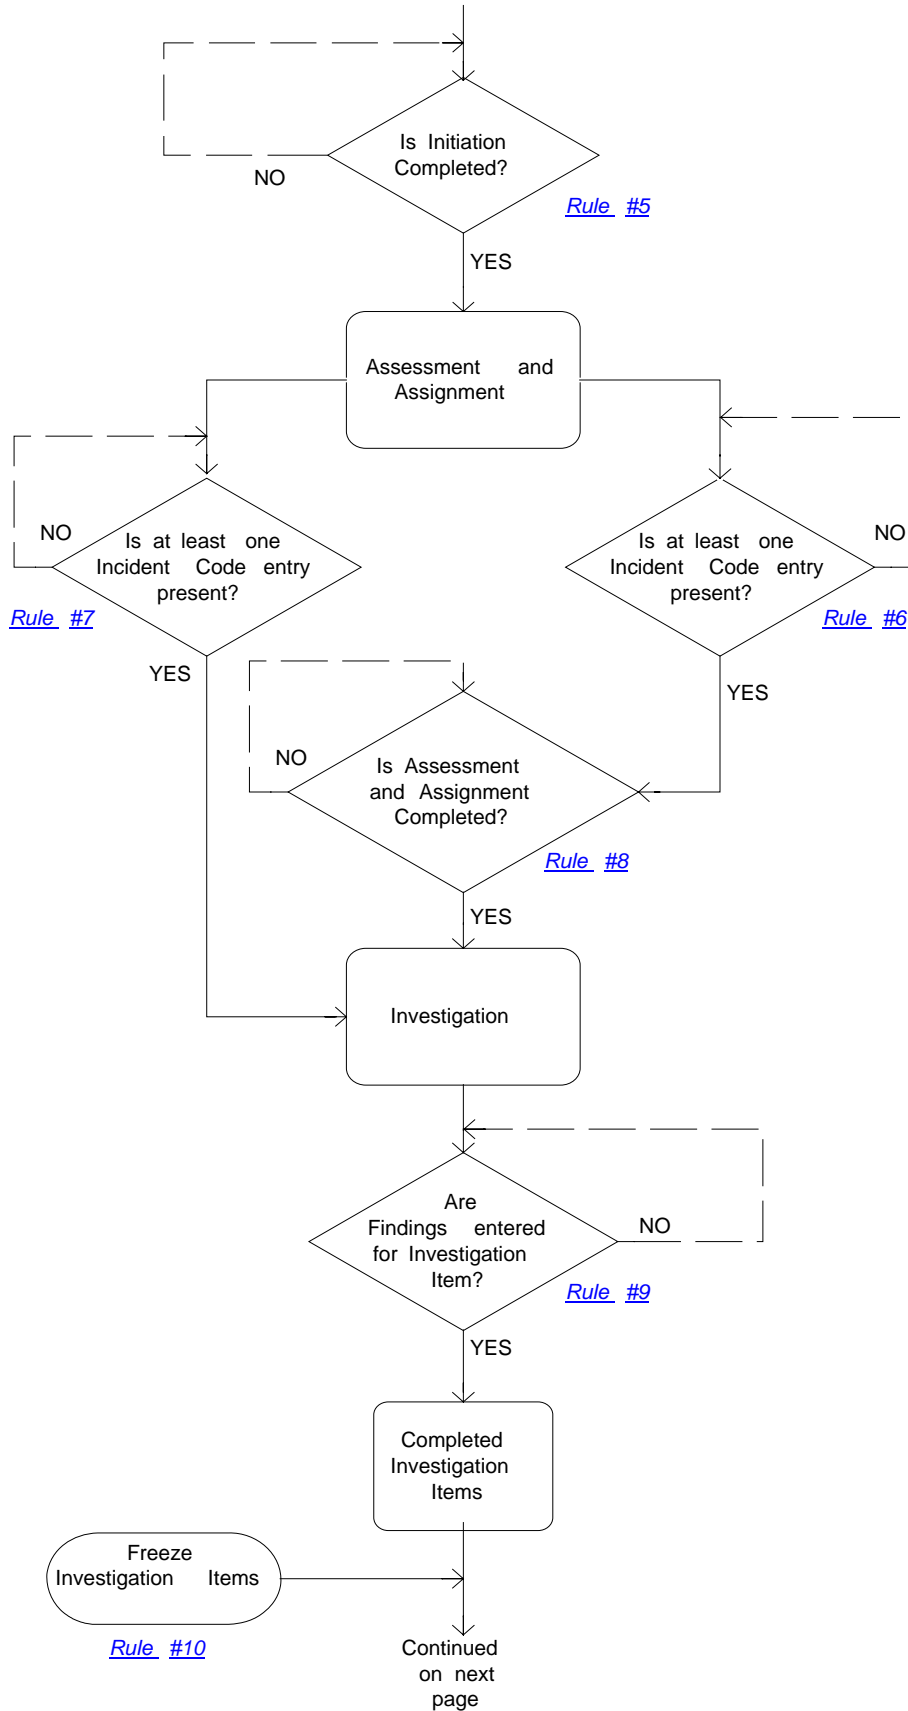 Is Initiation
Completed?
NO
Rule #5
YES
Assessment and
Assignment
NO
Is at least one
Incident Code entry
present?
Rule #7
YES
NO
Is at least one
Incident Code entry
present?
Rule #6
YES
NO
Is Assessment
and Assignment
Completed?
Rule #8
YES
Investigation
Are
Findings entered
for Investigation
Item?
NO
Rule #9
YES
Completed
Investigation
Items
Freeze
Investigation Items
Rule #10
Continued
on next
page